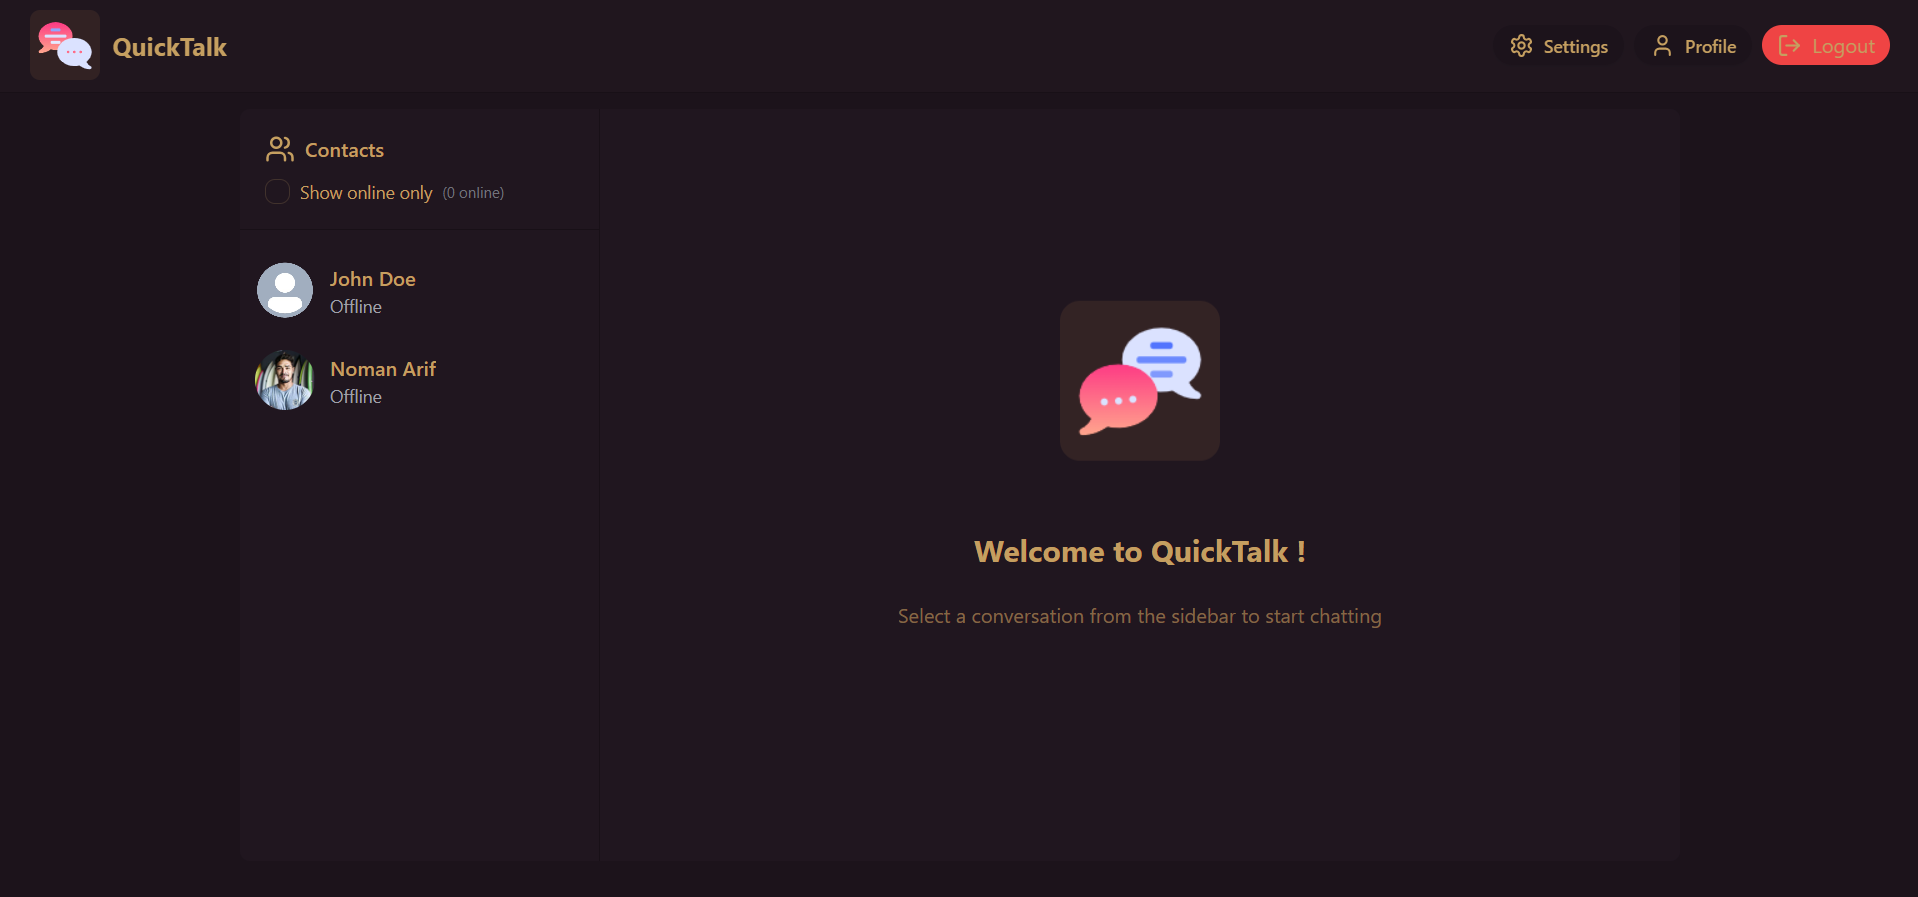 QuickTalk
Settings
Profile
Logout
Contacts
Show online only (0 online)
John Doe
Offline
Noman Arif
Offline
Welcome to QuickTalk !
Select a conversation from the sidebar to start chatting